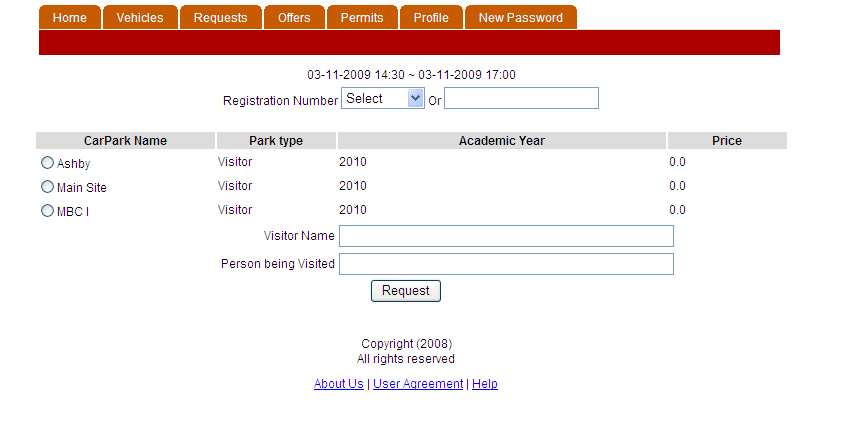 Home Vehicles Requests Offers Permits Profile New Password
03-11-2009 14:30 ~ 03-11-2009 17:00
Registration Number Select Or
CarPark Name Park type Academic Year Price
Ashby Visitor 2010 0.0
Main Site Visitor 2010 0.0
MBC I Visitor 2010 0.0
Visitor Name
Person being Visited
Request
Copyright (2008)
All rights reserved
About Us | User Agreement | Help